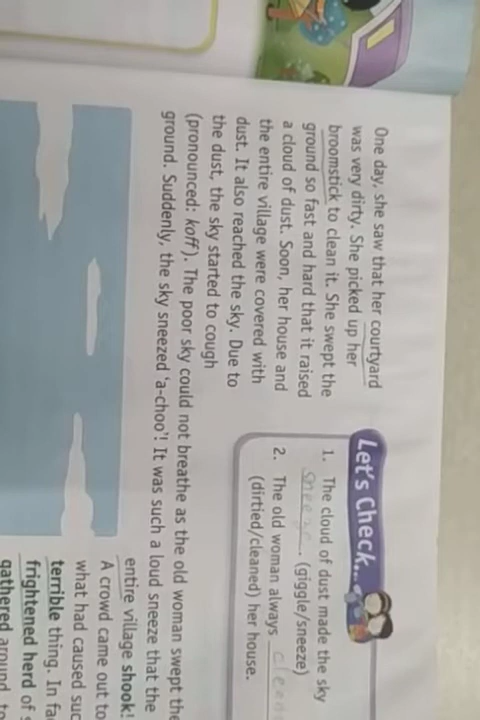 One day, she saw that her courtyard
was very dirty. She picked up her
broomstick to clean it. She swept the
ground so fast and hard that it raised
a cloud of dust. Soon, her house and
the entire village were covered with
dust. It also reached the sky. Due to
the dust, the sky started to cough
(pronounced: koff). The poor sky could not breathe as the old woman swept the
ground. Suddenly, the sky sneezed 'a-choo'! It was such a loud sneeze that the
entire village shook!
A crowd came out to
what had caused suc
terrible thing. In fa
frightened herd of
gathered around to
Let's Check...
1. The cloud of dust made the sky
sneeze. (giggle/sneeze)
2. The old woman always clean
(dirtied/cleaned) her house.